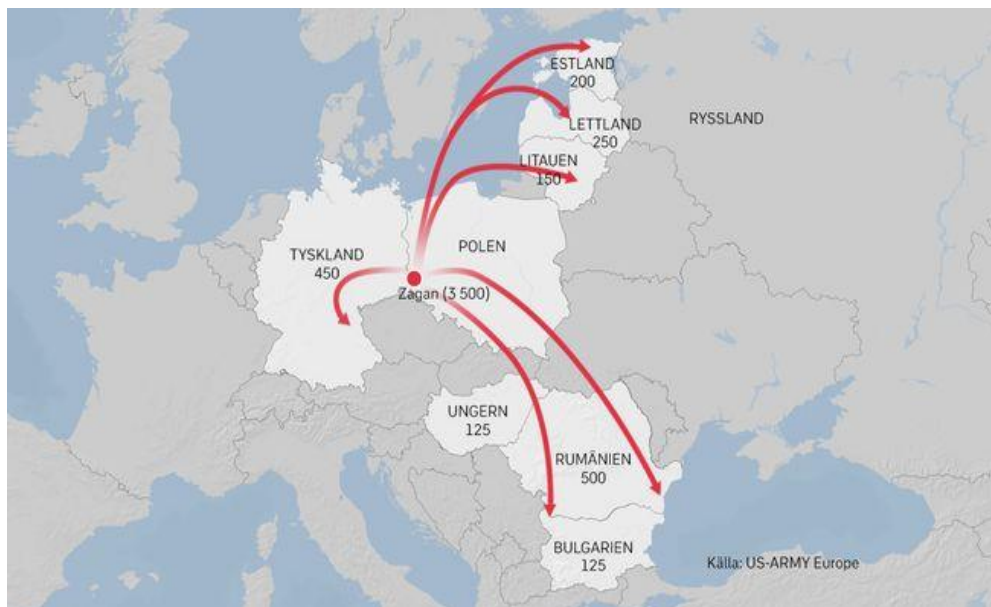 ESTLAND
200
LETTLAND
250
RYSSLAND
LITAUEN
150
TYSKLAND
450
POLEN
Zagan (3 500)
UNGERN
125
RUMÄNIEN
500
BULGARIEN
125
Källa: US-ARMY Europe